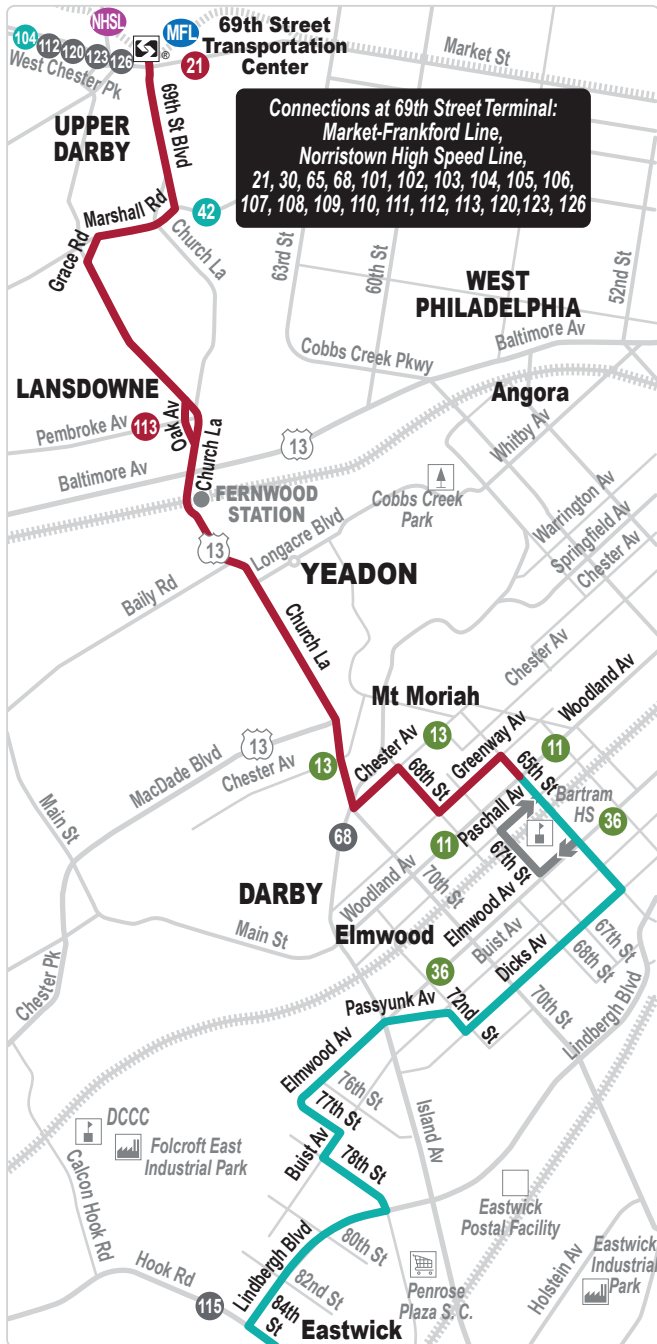 NHSL
MFL
69th Street
Transportation
Center
104
112
120
123
126
®
21
West Chester Pk
Market St
UPPER
DARBY
69th St Blvd
Connections at 69th Street Terminal:
Market-Frankford Line,
Norristown High Speed Line,
21, 30, 65, 68, 101, 102, 103, 104, 105, 106,
107, 108, 109, 110, 111, 112, 113, 120,123, 126
Marshall Rd
42
Grace Rd
Church La
63rd St
60th St
52nd St
WEST
PHILADELPHIA
Baltimore Av
Cobbs Creek Pkwy
LANSDOWNE
Angora
Pembroke Av
113
Oak Av
Church La
13
Whitby Av
Baltimore Av
FERNWOOD
STATION
Cobbs Creek
Park
Warrington Av
Springfield Av
Chester Av
13
Longacre Blvd
YEADON
Baily Rd
Church La
Chester Av
Woodland Av
Mt Moriah
13
Greenway Av
13
MacDade Blvd
Chester Av
13
Chester Av
68th St
11
65th St
Bartram
HS
36
Main St
68
11
Paschall Av
67th St
DARBY
Woodland Av
70th St
Elmwood Av
Main St
Elmwood
Buist Av
67th St
68th St
Dicks Av
36
Chester Pk
Passyunk Av
72nd St
70th St
Lindbergh Blvd
Elmwood Av
76th St
77th St
Island Av
DCCC
Folcroft East
Industrial Park
Buist Av
78th St
Calcon Hook Rd
Eastwick
Postal Facility
80th St
Hook Rd
Lindbergh Blvd
82nd St
Penrose
Plaza S. C.
Holstein Av
Eastwick
Industrial
Park
115
84th St
Eastwick